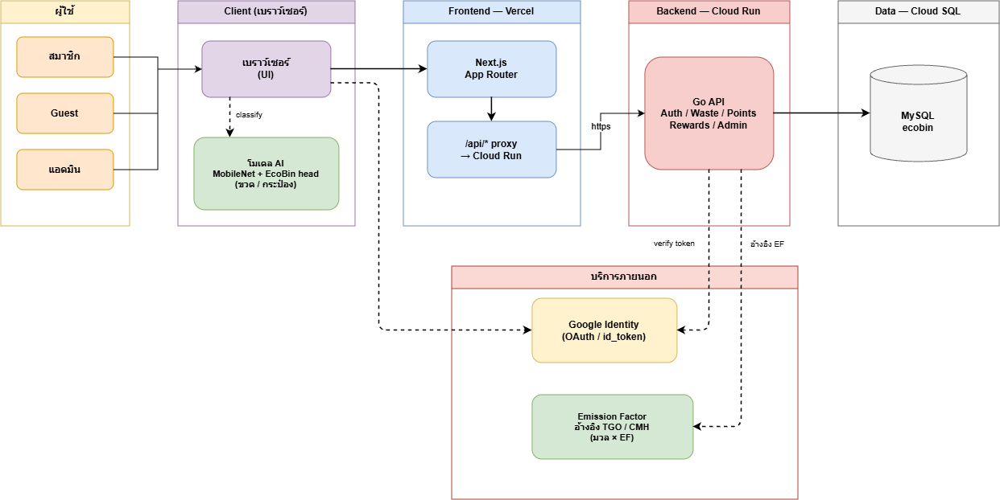 ผู้ใช้
สมาชิก
Guest
แอดมิน
Client (เบราว์เซอร์)
เบราว์เซอร์
(UI)
classify
โมเดล AI
MobileNet + EcoBin head
(ขวด / กระป๋อง)
Frontend — Vercel
Next.js
App Router
/api/* proxy
→ Cloud Run
https
Backend — Cloud Run
Go API
Auth / Waste / Points
Rewards / Admin
Data — Cloud SQL
MySQL
ecobin
verify token
อ้างอิง EF
บริการภายนอก
Google Identity
(OAuth / id_token)
Emission Factor
อ้างอิง TGO / CMH
(มวล × EF)